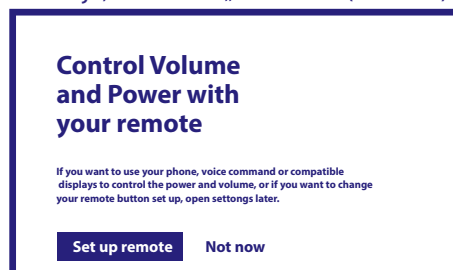 Control Volume
and Power with
your remote
If you want to use your phone, voice command or compatible
displays to control the power and volume, or if you want to change
your remote button set up, open settongs later.
Set up remote Not now